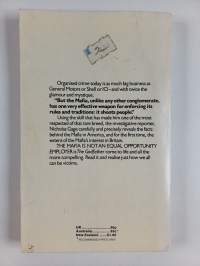 Organised crime today is as much big business as
General Motors or Shell or ICI—and with twice the
glamour and mystique.
"But the Mafia, unlike any other conglomerate, has
one very effective weapon for enforcing its
rules and traditions: it shoots people."
Using the skill that has made him one of the most
respected of that rare breed, the investigative reporter,
Nicholas Gage carefully and precisely reveals the facts
behind the Mafia in America, and for the first time, the
extent of the Mafia's interest in Britain.
THE MAFIA IS NOT AN EQUAL OPPORTUNITY
EMPLOYER is The Godfather come to life and all the
more compelling. Read it and realise just how we all
can be victims.
UK
Australia
New Zealand